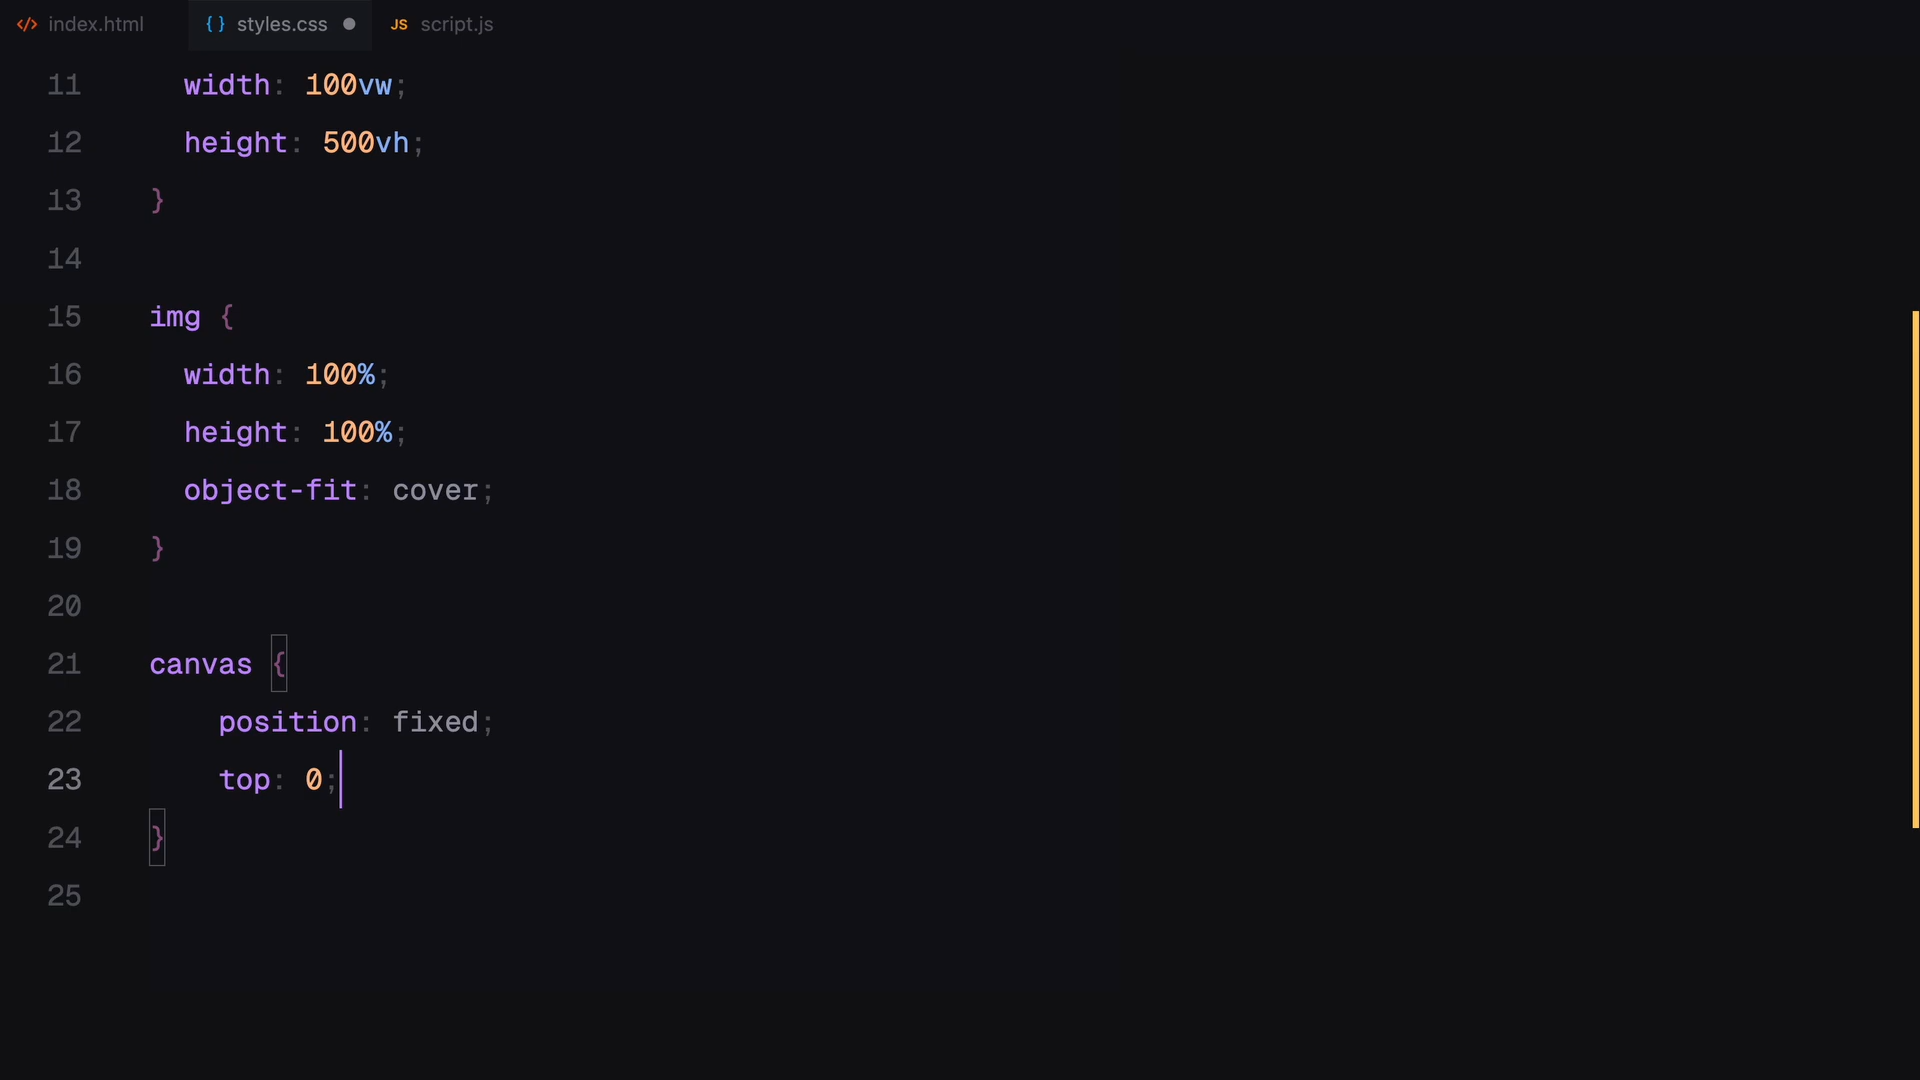 index.html styles.css JS script.js
11 width: 100vw;
12 height: 500vh;
13 }
14
15 img {
16 width: 100%;
17 height: 100%;
18 object-fit: cover;
19 }
20
21 canvas {
22 position: fixed;
23 top: 0;
24 }
25